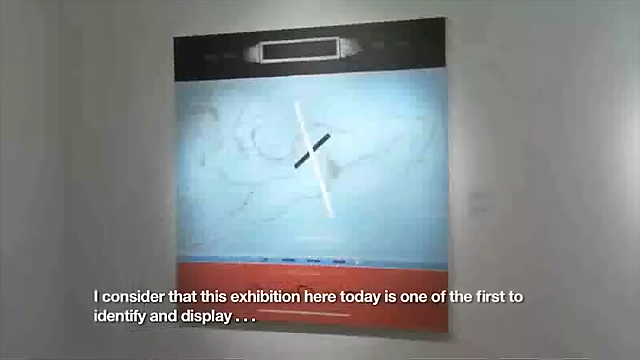 I consider that this exhibition here today is one of the first to
identify and display . . .